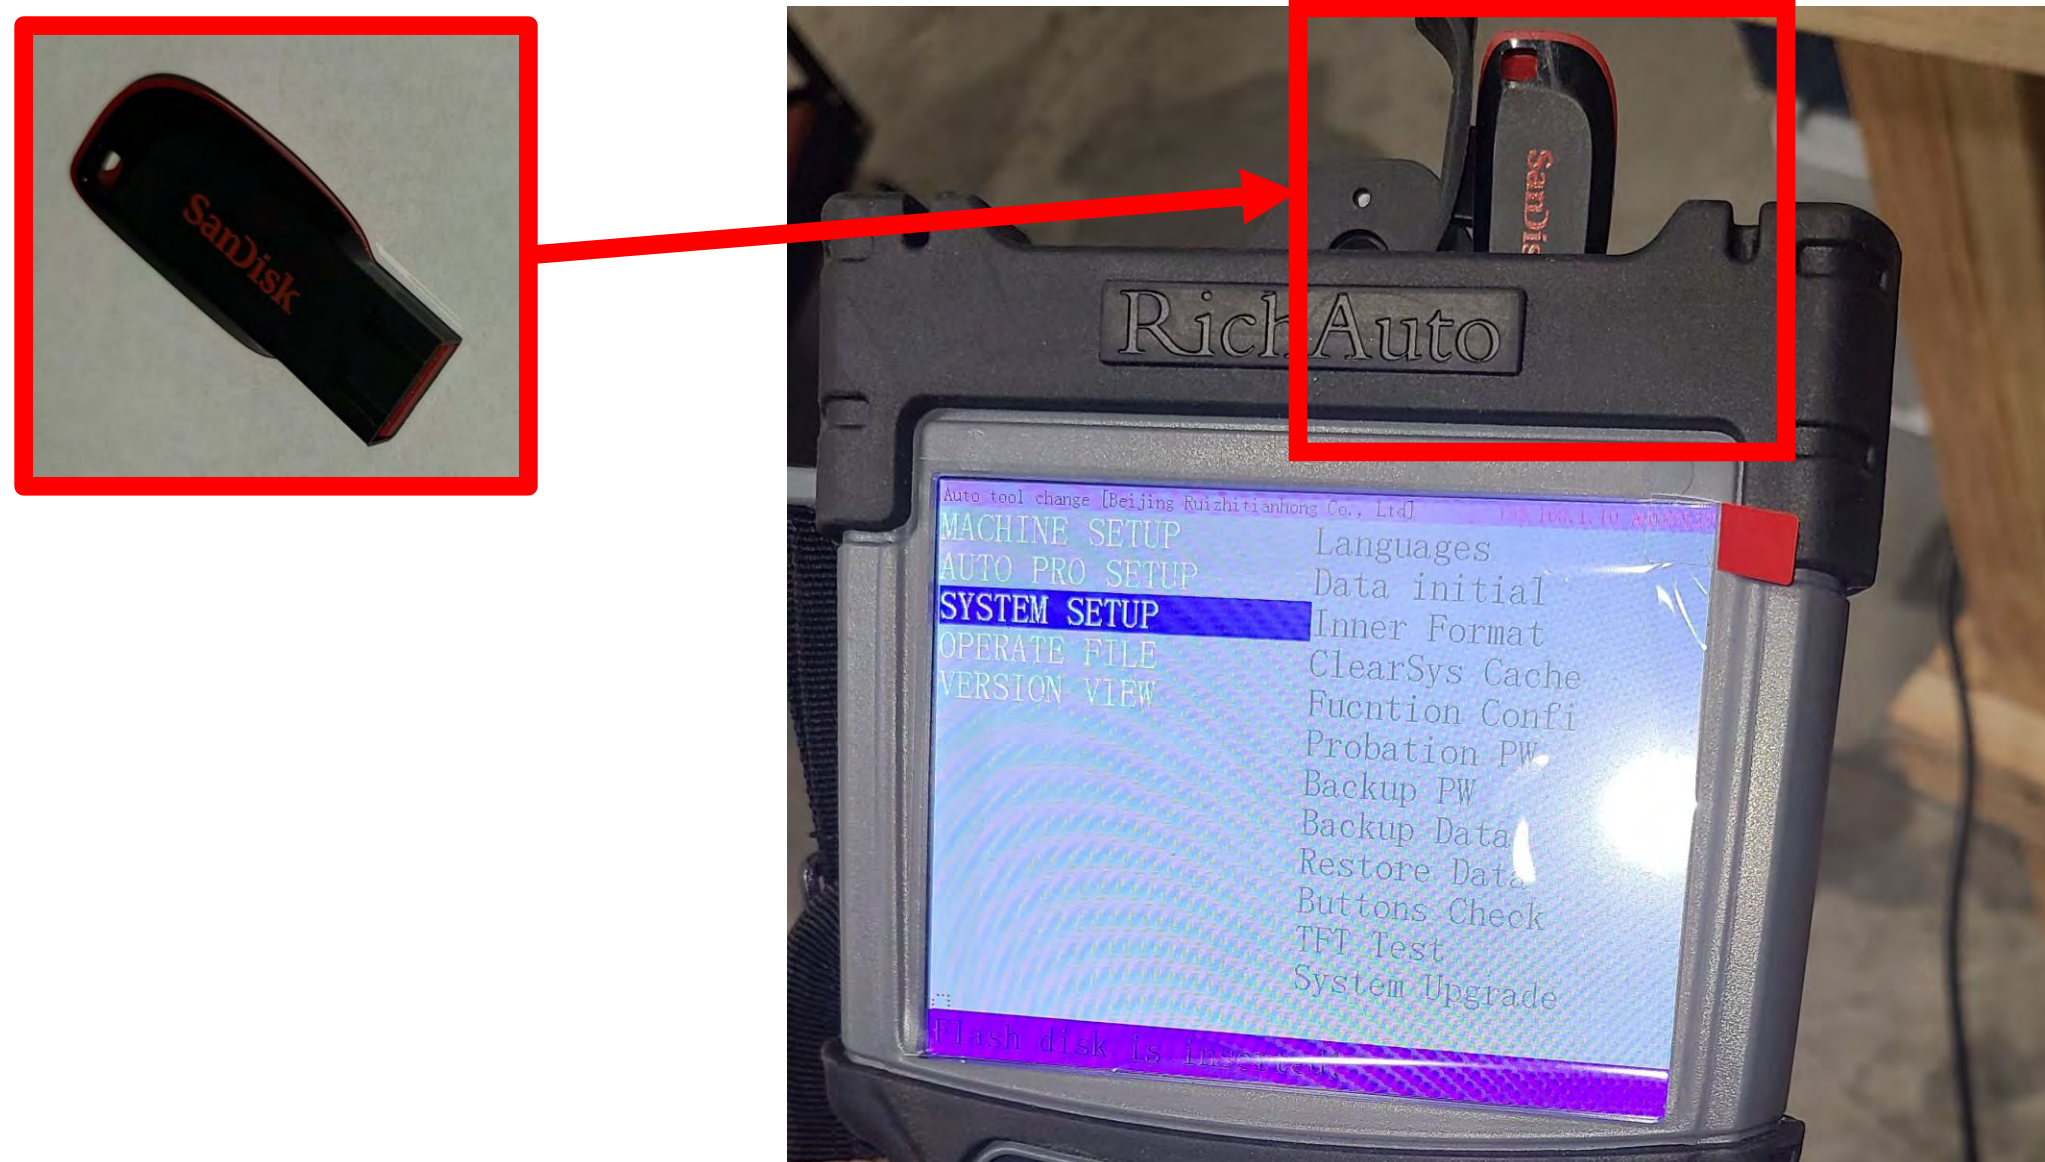 SanDisk
SanDis
RichAuto
Auto tool change [Beijing Ruizhitianhong Co., Ltd]
MACHINE SETUP
AUTO PRO SETUP
SYSTEM SETUP
OPERATE FILE
VERSION VIEW
Languages
Data initial
Inner Format
ClearSys Cache
Fucntion Confi
Probation PW
Backup PW
Backup Data
Restore Data
Buttons Check
TFT Test
System Upgrade
Flash disk is inserted!